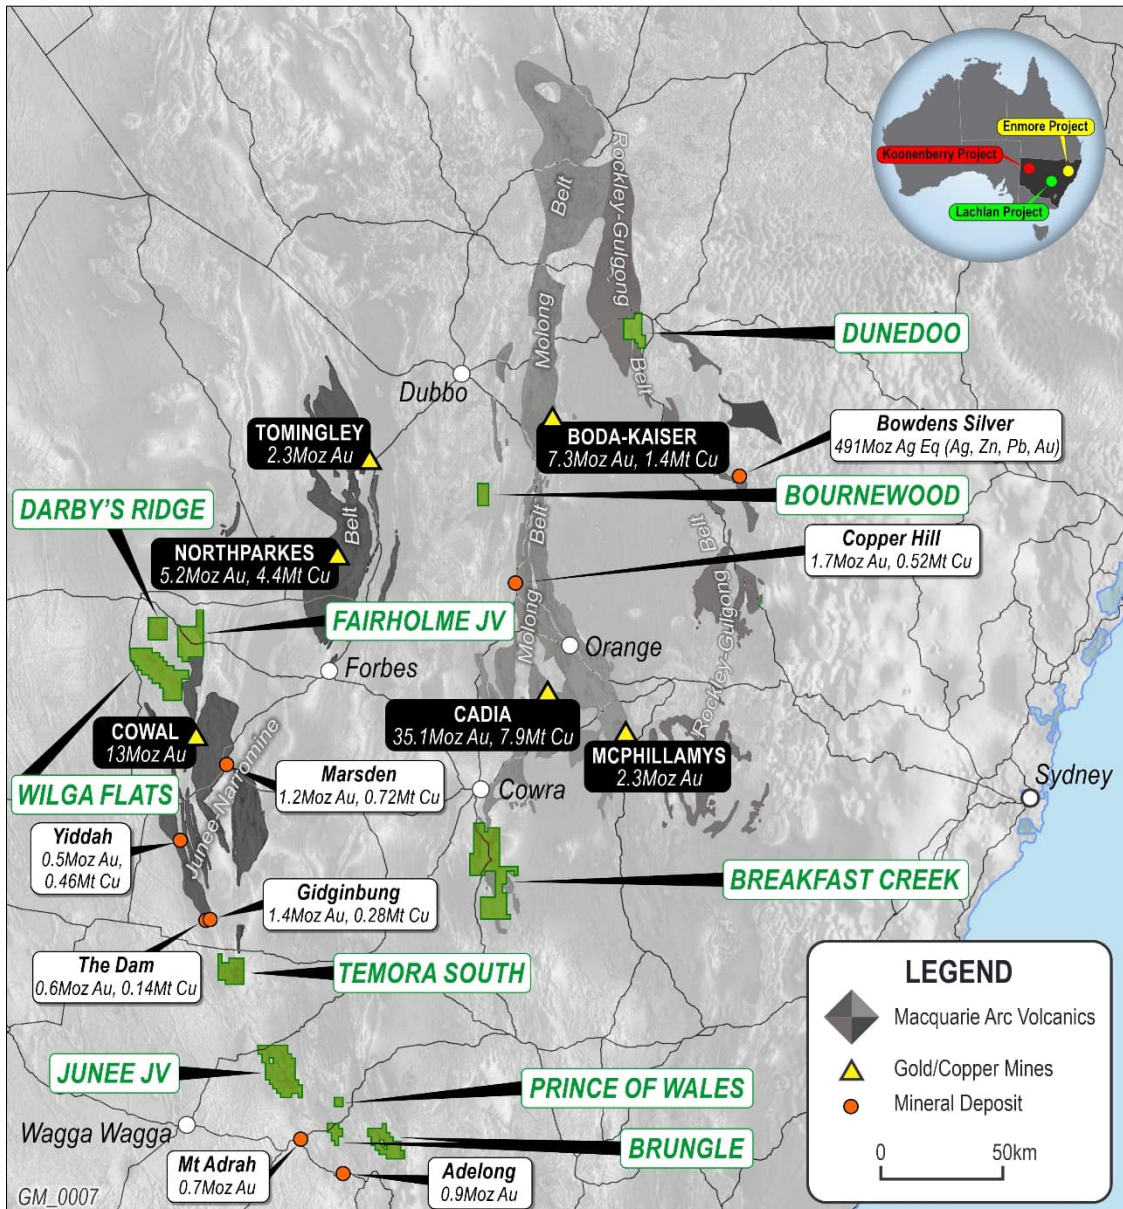 Enmore Project
Koonenberry Project
Lachlan Project
Belt
Rockley-Gulgong
Molong
Belt
DUNEDOO
Dubbo
TOMINGLEY
2.3Moz Au
BODA-KAISER
7.3Moz Au, 1.4Mt Cu
Bowdens Silver
491Moz Ag Eq (Ag, Zn, Pb, Au)
DARBY'S RIDGE
BOURNEWOOD
Belt
Belt
Belt
NORTHPARKES
5.2Moz Au, 4.4Mt Cu
Copper Hill
1.7Moz Au, 0.52Mt Cu
FAIRHOLME JV
Molong
Rockley-Gulgong
Orange
Forbes
CADIA
35.1Moz Au, 7.9Mt Cu
COWAL
13Moz Au
MCPHILLAMYS
2.3Moz Au
Marsden
1.2Moz Au, 0.72Mt Cu
Cowra
Sydney
WILGA FLATS
Junee-Narromine
Yiddah
0.5Moz Au,
0.46Mt Cu
Gidginbung
1.4Moz Au, 0.28Mt Cu
BREAKFAST CREEK
The Dam
0.6Moz Au, 0.14Mt Cu
TEMORA SOUTH
JUNEE JV
PRINCE OF WALES
Wagga Wagga
BRUNGLE
Mt Adrah
0.7Moz Au
Adelong
0.9Moz Au
GM_0007
LEGEND
Macquarie Arc Volcanics
Gold/Copper Mines
Mineral Deposit
0 50km